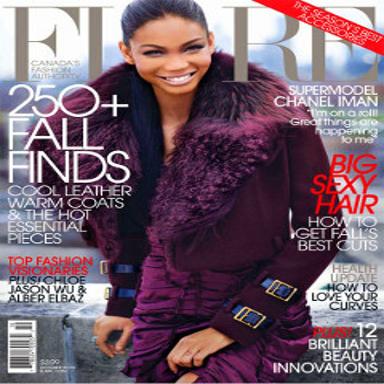 THE SEASON'S BEST
ACCESSORIES
FLARE
CANADA'S
FASHION
AUTHORITY
250+
FALL
FINDS
COOL LEATHER
WARM COATS
& THE HOT
ESSENTIAL
PIECES
TOP FASHION
VISIONARIES
PLUS! CHLOE
JASON WU &
ALBER ELBAZ
SUPERMODEL
CHANEL IMAN
"I'm on a roll!
Great things are
happening
to me"
BIG
SEXY
HAIR
HOW TO
GET FALL'S
BEST CUTS
HEALTH
UPDATE
HOW TO
LOVE YOUR
CURVES
PLUS! 12
BRILLIANT
BEAUTY
INNOVATIONS